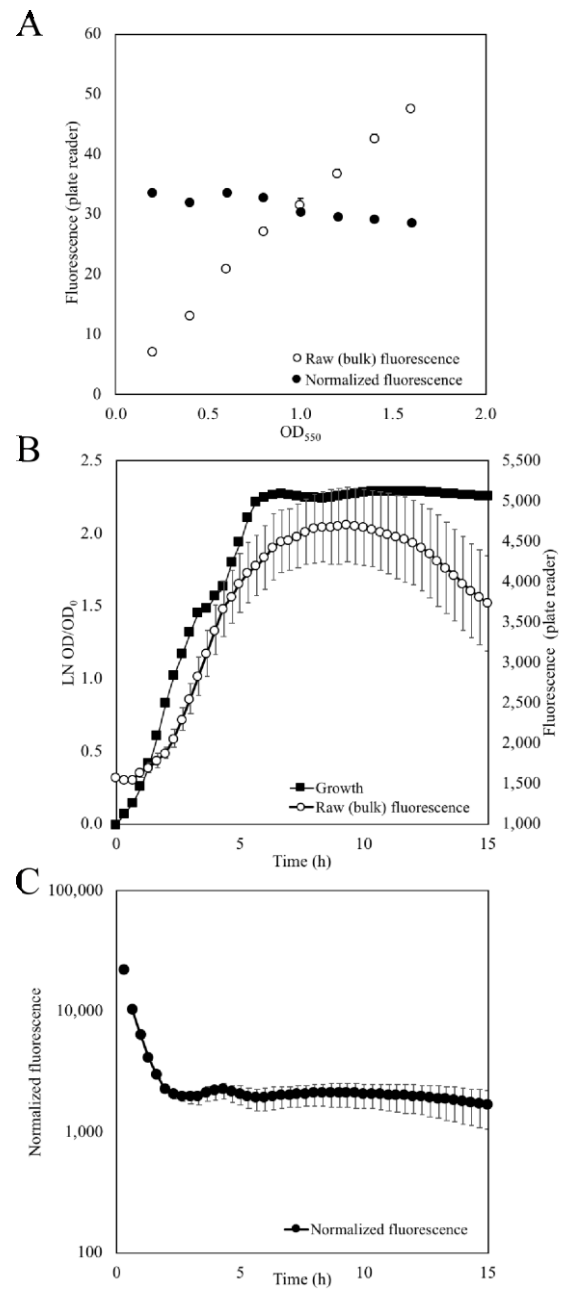 A
60
50
40
30
20
10
0
Fluorescence (plate reader)
Raw (bulk) fluorescence
Normalized fluorescence
0.0 0.5 1.0 1.5 2.0
OD550
B
2.5
2.0
1.5
1.0
0.5
0.0
LN OD/OD0
5,500
5,000
4,500
4,000
3,500
3,000
2,500
2,000
1,500
1,000
Fluorescence (plate reader)
Growth
Raw (bulk) fluorescence
0 5 10 15
Time (h)
C
100,000
10,000
1,000
100
Normalized fluorescence
Normalized fluorescence
0 5 10 15
Time (h)